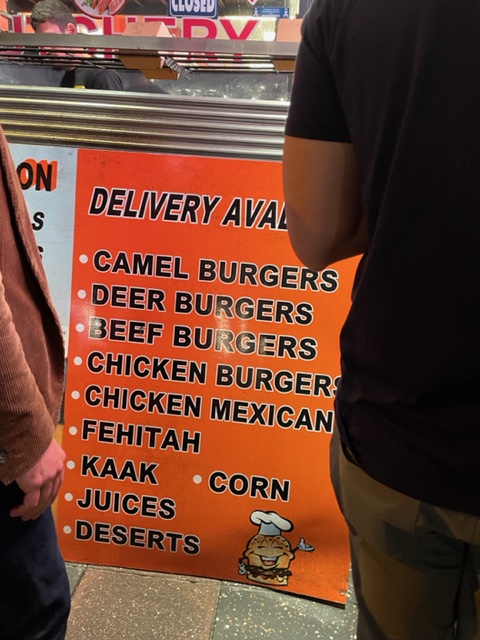 CLOSED
ON
S
DELIVERY AVA
• CAMEL BURGERS
• DEER BURGERS
• BEEF BURGERS
• CHICKEN BURGERS
• CHICKEN MEXICAN
• FEHITAH
• KAAK • CORN
• JUICES
• DESERTS